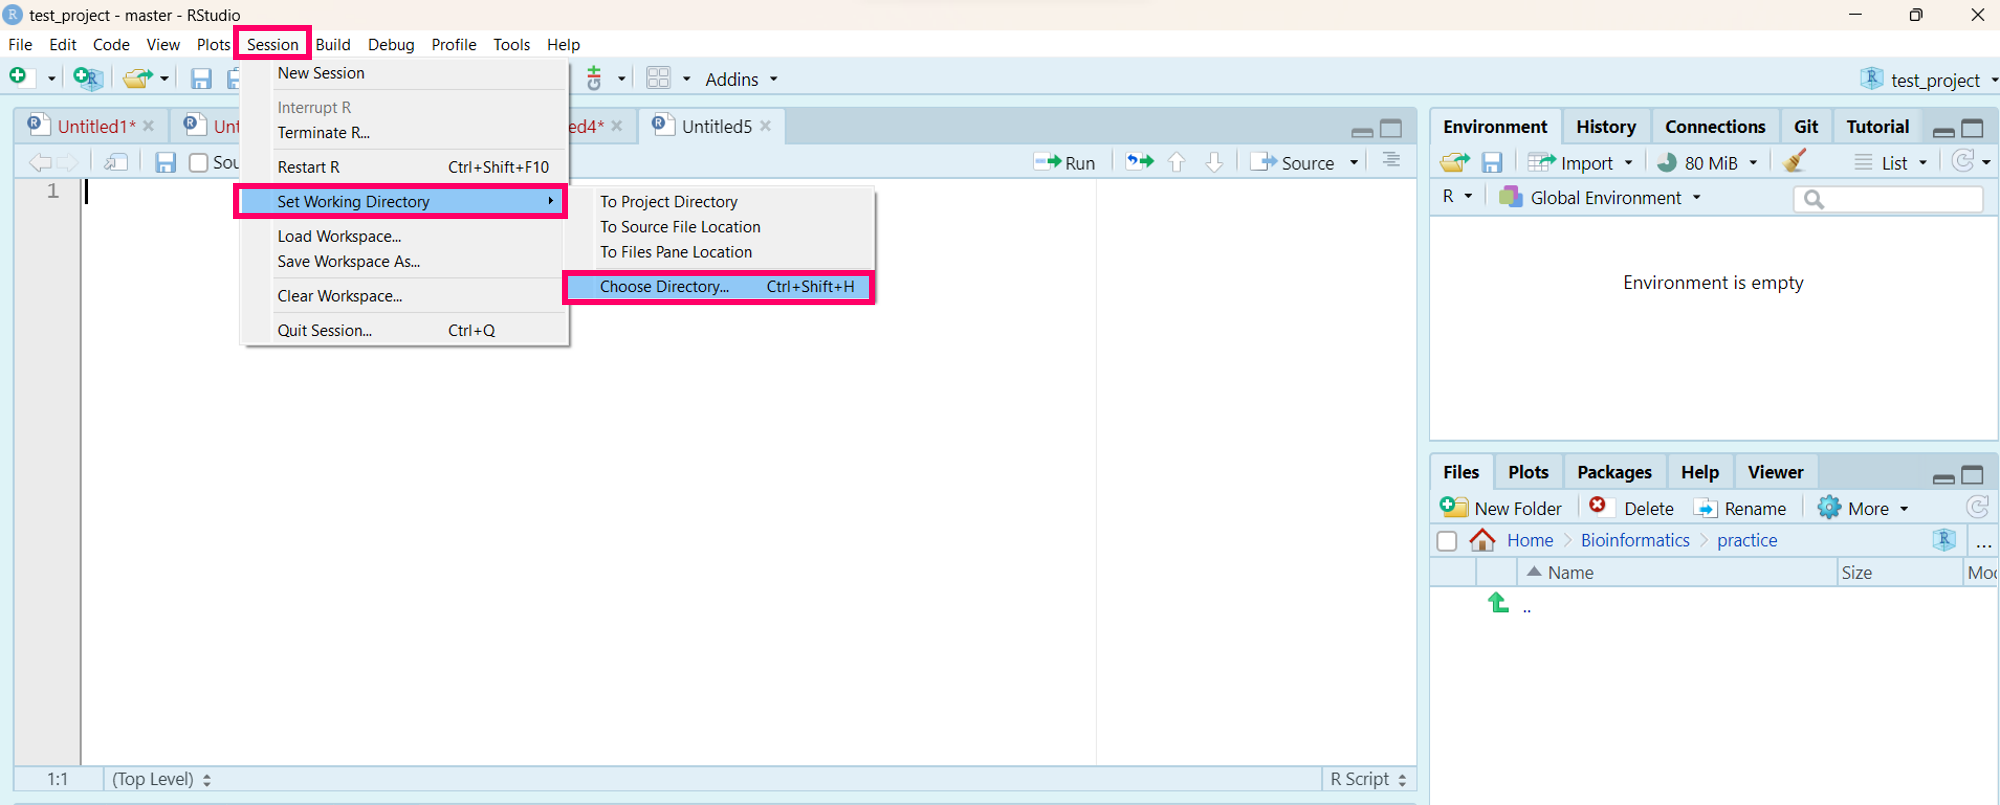 test_project - master - RStudio
File Edit Code View Plots Session Build Debug Profile Tools Help
Addins
test_project
New Session
Interrupt R
Terminate R...
Restart R Ctrl+Shift+F10
Set Working Directory
Load Workspace...
Save Workspace As...
Clear Workspace...
Quit Session... Ctrl+Q
To Project Directory
To Source File Location
To Files Pane Location
Choose Directory... Ctrl+Shift+H
Untitled1* Unt ed4* Untitled5
Sou Run Source
1
1:1 (Top Level) R Script
Environment History Connections Git Tutorial
Import 80 MiB List
R Global Environment
Environment is empty
Files Plots Packages Help Viewer
New Folder Delete Rename More
Home Bioinformatics practice ...
Name Size Moc
..